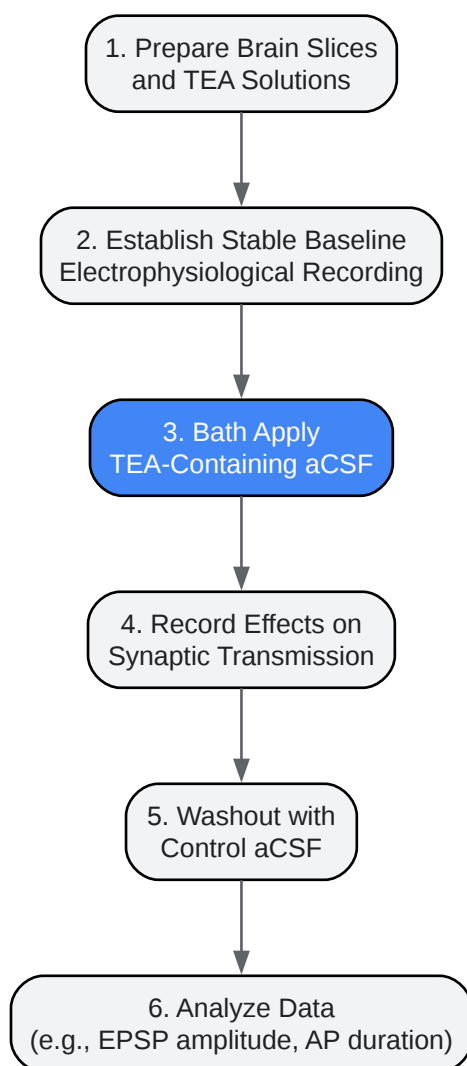 1. Prepare Brain Slices
and TEA Solutions
2. Establish Stable Baseline
Electrophysiological Recording
3. Bath Apply
TEA-Containing aCSF
4. Record Effects on
Synaptic Transmission
5. Washout with
Control aCSF
6. Analyze Data
(e.g., EPSP amplitude, AP duration)